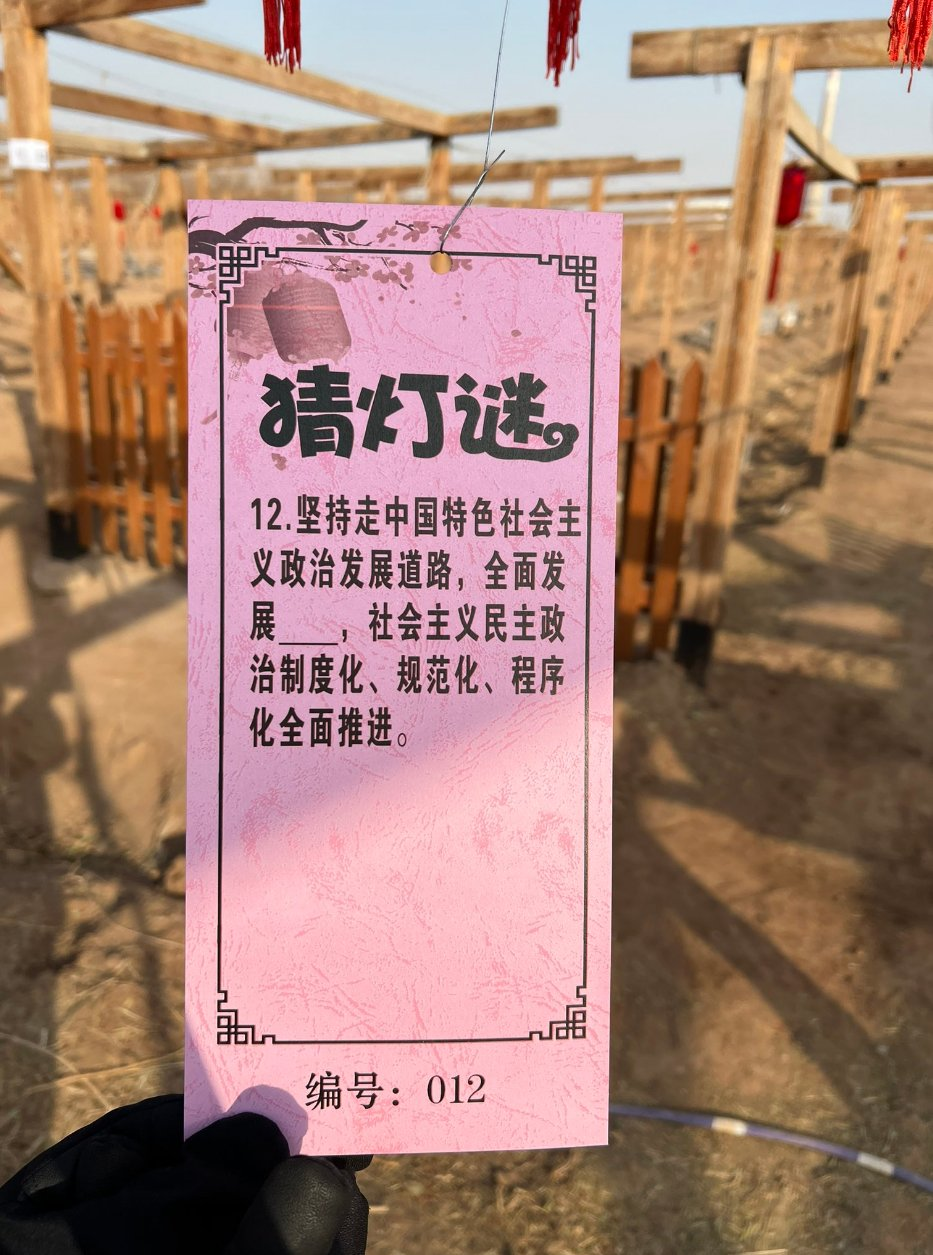 猜灯谜
12.坚持走中国特色社会主
义政治发展道路，全面发
展___，社会主义民主政
治制度化、规范化、程序
化全面推进。
编号：012